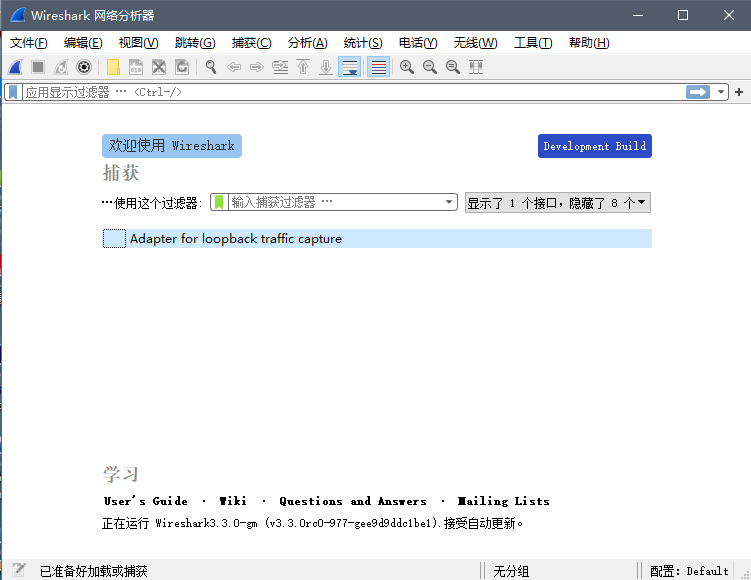 Wireshark 网络分析器
文件(F) 编辑(E) 视图(V) 跳转(G) 捕获(C) 分析(A) 统计(S) 电话(Y) 无线(W) 工具(T) 帮助(H)
应用显示过滤器 … <Ctrl-/>
欢迎使用 Wireshark
Development Build
捕获
…使用这个过滤器: 输入捕获过滤器 … 显示了 1 个接口，隐藏了 8 个
Adapter for loopback traffic capture
学习
User's Guide · Wiki · Questions and Answers · Mailing Lists
正在运行 Wireshark3.3.0-gm (v3.3.0rc0-977-gee9d9ddc1be1).接受自动更新。
已准备好加载或捕获 无分组 配置: Default